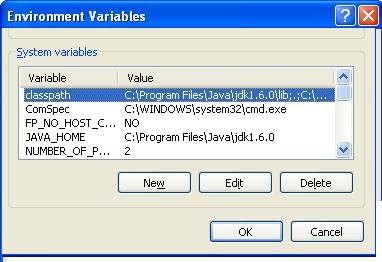 Environment Variables
System variables
Variable Value
classpath C:\Program Files\Java\jdk1.6.0\lib;.;C:\...
ComSpec C:\WINDOWS\system32\cmd.exe
FP_NO_HOST_C... NO
JAVA_HOME C:\Program Files\Java\jdk1.6.0
NUMBER_OF_P... 2
New Edit Delete
OK Cancel